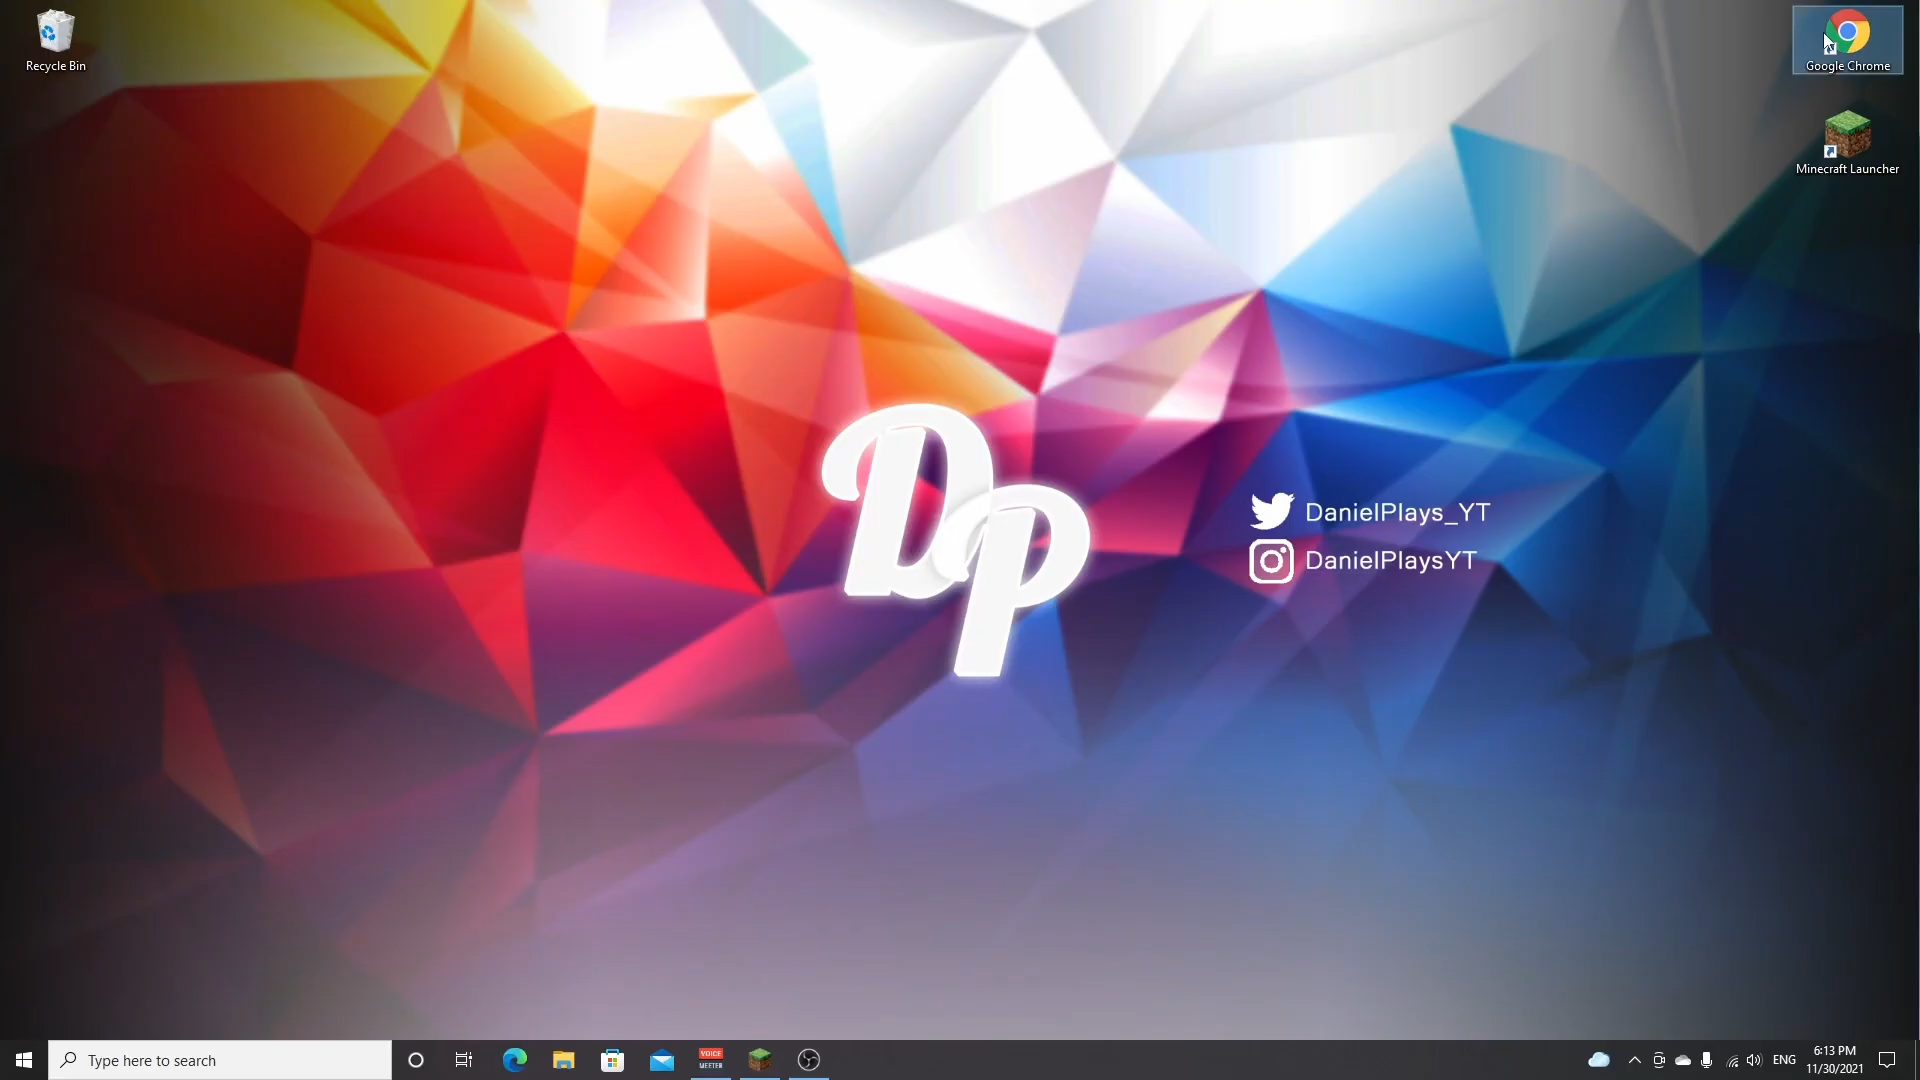 Recycle Bin
Google Chrome
Minecraft Launcher
DP
DanielPlays_YT
DanielPlaysYT
Type here to search
VOICE
MEETER
ENG
6:13 PM
11/30/2021